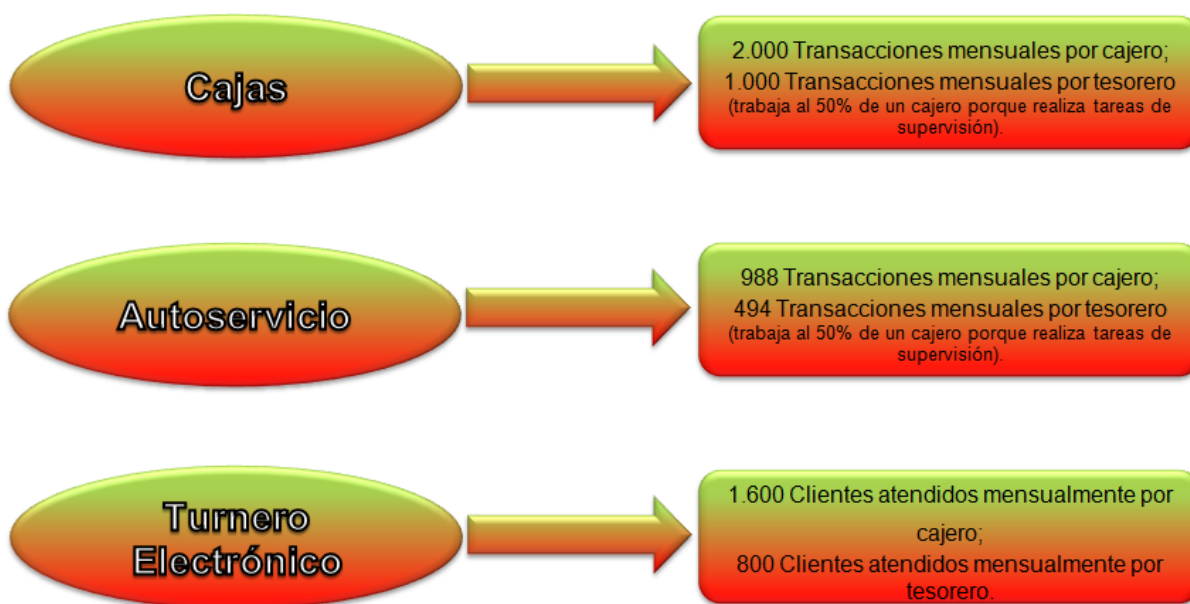 Cajas
2.000 Transacciones mensuales por cajero;
1.000 Transacciones mensuales por tesorero
(trabaja al 50% de un cajero porque realiza tareas de
supervisión).
Autoservicio
988 Transacciones mensuales por cajero;
494 Transacciones mensuales por tesorero
(trabaja al 50% de un cajero porque realiza tareas de
supervisión).
Turnero
Electrónico
1.600 Clientes atendidos mensualmente por
cajero;
800 Clientes atendidos mensualmente por
tesorero.